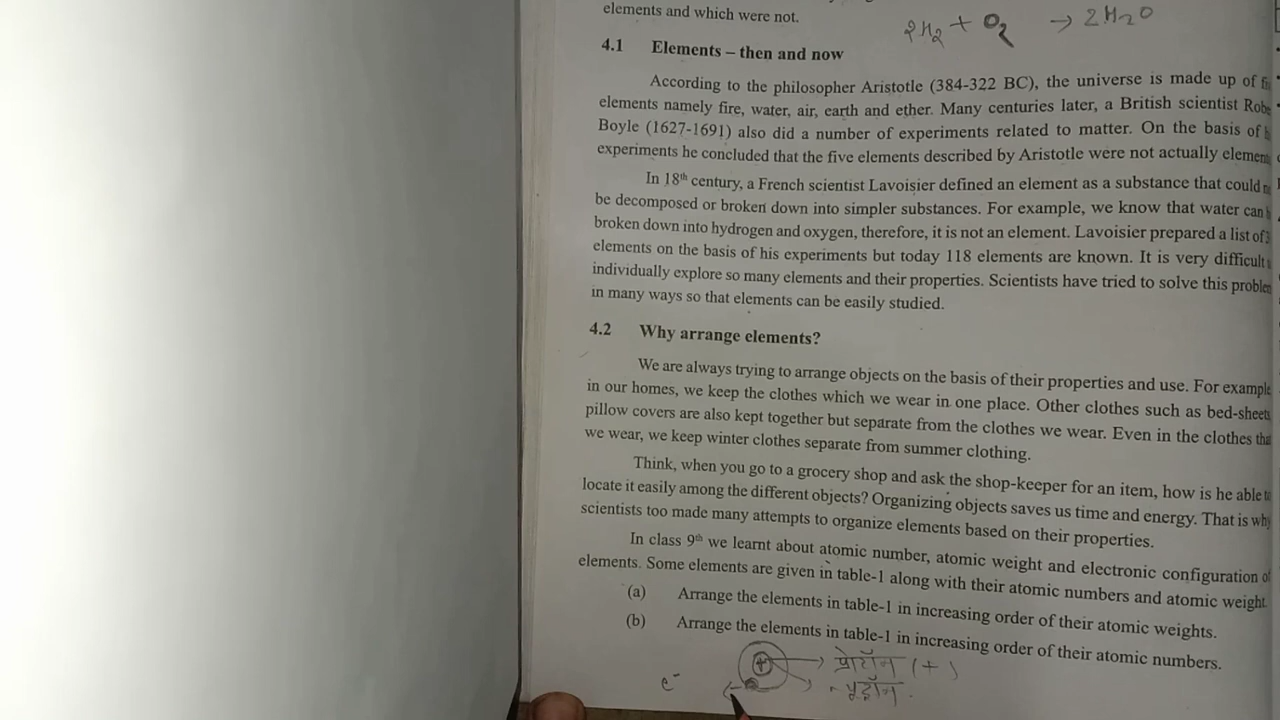 elements and which were not.
2H2 + O2 → 2H2O
4.1 Elements – then and now
According to the philosopher Aristotle (384-322 BC), the universe is made up of
elements namely fire, water, air, earth and ether. Many centuries later, a British scientist
Boyle (1627-1691) also did a number of experiments related to matter. On the basis of
experiments he concluded that the five elements described by Aristotle were not actually
In 18th century, a French scientist Lavoisier defined an element as a substance that could
be decomposed or broken down into simpler substances. For example, we know that water can
broken down into hydrogen and oxygen, therefore, it is not an element. Lavoisier prepared a list of
elements on the basis of his experiments but today 118 elements are known. It is very difficult
individually explore so many elements and their properties. Scientists have tried to solve this
in many ways so that elements can be easily studied.
4.2 Why arrange elements?
We are always trying to arrange objects on the basis of their properties and use. For example
in our homes, we keep the clothes which we wear in one place. Other clothes such as bed-sheets
pillow covers are also kept together but separate from the clothes we wear. Even in the clothes that
we wear, we keep winter clothes separate from summer clothing.
Think, when you go to a grocery shop and ask the shop-keeper for an item, how is he able to
locate it easily among the different objects? Organizing objects saves us time and energy. That is why
scientists too made many attempts to organize elements based on their properties.
In class 9th we learnt about atomic number, atomic weight and electronic configuration of
elements. Some elements are given in table-1 along with their atomic numbers and atomic weight.
(a) Arrange the elements in table-1 in increasing order of their atomic weights.
(b) Arrange the elements in table-1 in increasing order of their atomic numbers.
+ → प्रोटॉन (+)
e-